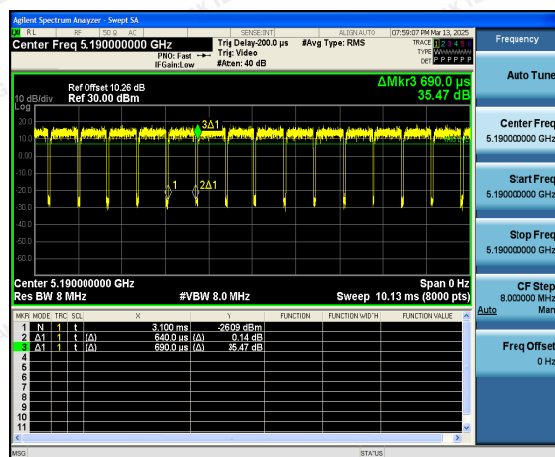 Agilent Spectrum Analyzer - Swept SA
RL RF 50 Ω AC SENSE:INT ALIGN AUTO 07:59:07 PM Mar 13, 2025
Center Freq 5.190000000 GHz
PNO: Fast
IFGain:Low
Trig Delay-200.0 µs
Trig: Video
#Atten: 40 dB
#Avg Type: RMS
TRACE 1 2 3 4 5 6
TYPE W
DET P P P P P P
Ref Offset 10.26 dB
Ref 30.00 dBm
10 dB/div
Log
ΔMkr3 690.0 µs
35.47 dB
20.0
10.0
0.00
-10.0
-20.0
-30.0
-40.0
-50.0
-60.0
3Δ1
1
2Δ1
Center 5.190000000 GHz
Span 0 Hz
Res BW 8 MHz
#VBW 8.0 MHz
Sweep 10.13 ms (8000 pts)
MKR MODE TRC SCL X Y FUNCTION FUNCTION WIDTH FUNCTION VALUE
1 N 1 t 3.100 ms -26.09 dBm
2 Δ1 1 t (Δ) 640.0 µs (Δ) 0.14 dB
3 Δ1 1 t (Δ) 690.0 µs (Δ) 35.47 dB
4
5
6
7
8
9
10
11
MSG
STATUS
Frequency
Auto Tune
Center Freq
5.190000000 GHz
Start Freq
5.190000000 GHz
Stop Freq
5.190000000 GHz
CF Step
8.000000 MHz
Auto Man
Freq Offset
0 Hz